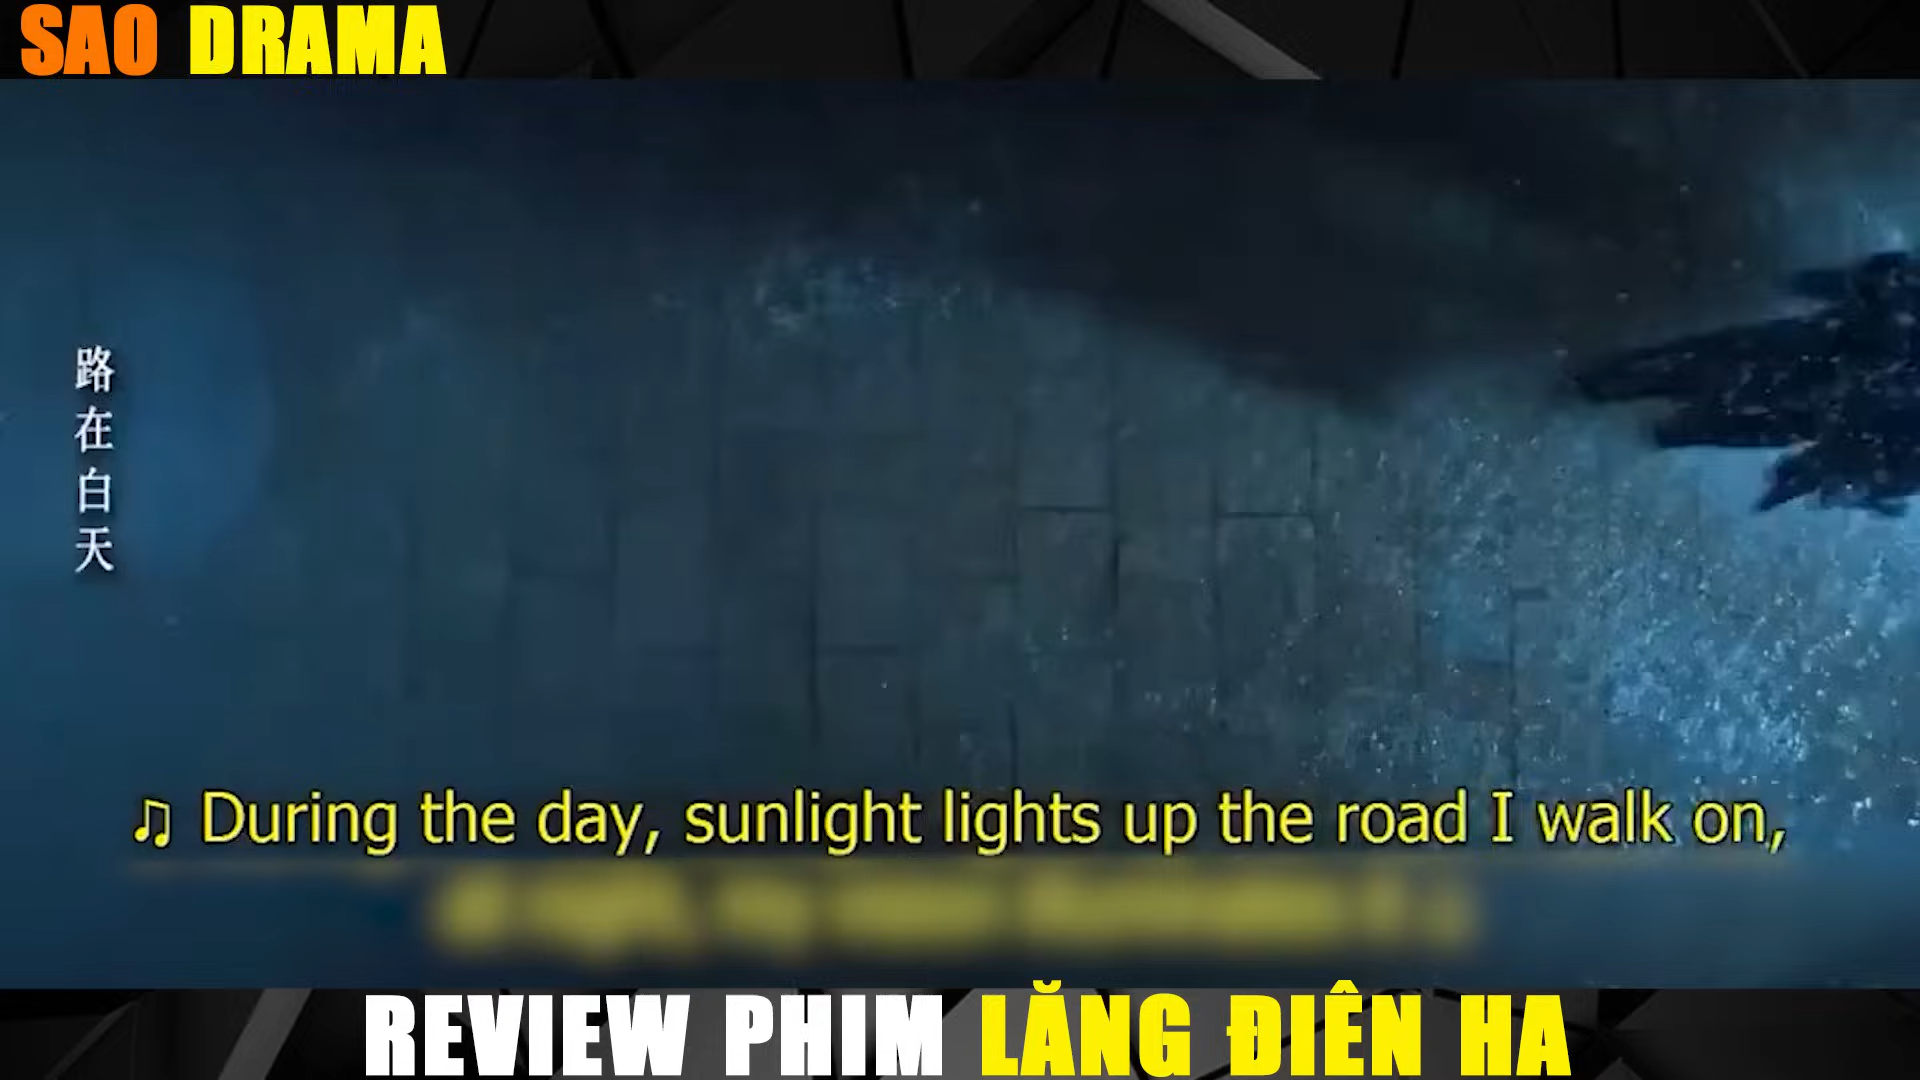 SAO DRAMA
路在白天
♫ During the day, sunlight lights up the road I walk on,
REVIEW PHIM LĂNG ĐIÊN HA